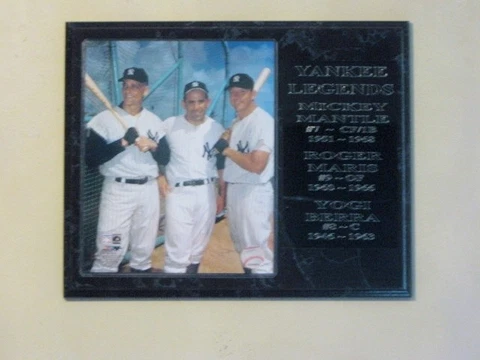 YANKEE
LEGENDS
MICKEY
MANTLE
#7 ~ CF/1B
1951 ~ 1968
ROGER
MARIS
#9 ~ OF
1960 ~ 1966
YOGI
BERRA
#8 ~ C
1946 ~ 1963